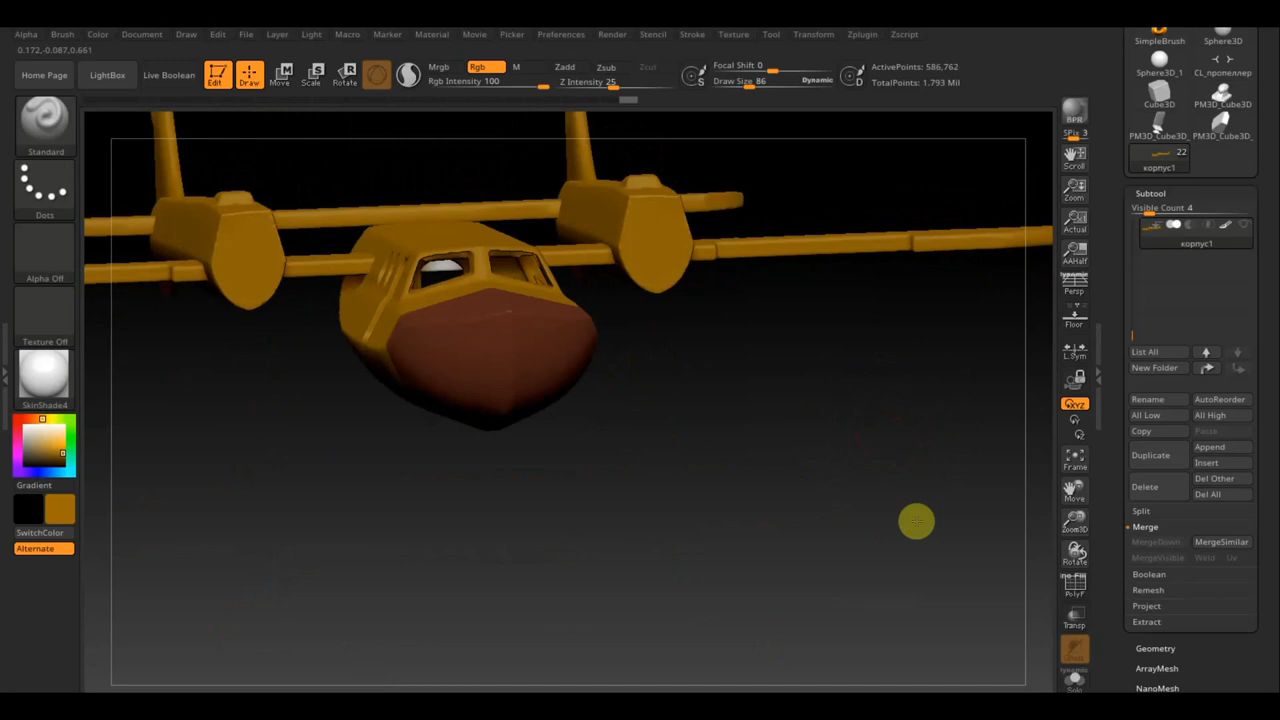 Alpha Brush Color Document Draw Edit File Layer Light Macro Marker Material Movie Picker Preferences Render Stencil Stroke Texture Tool Transform Zplugin Zscript
0.172,-0.087,0.661
Home Page
LightBox
Live Boolean
Edit
Draw
Move
Scale
Rotate
Mrgb
Rgb
M
Rgb Intensity 100
Zadd
Zsub
Zcut
Z Intensity 25
Focal Shift 0
Draw Size 86
Dynamic
ActivePoints: 586,762
TotalPoints: 1.793 Mil
Standard
Dots
Alpha Off
Texture Off
SkinShade4
Gradient
SwitchColor
Alternate
BPR
SPix 3
Scroll
Zoom
Actual
AAHalf
Persp
Floor
L.Sym
Frame
Move
Zoom3D
Rotate
PolyF
Transp
Solo
SimpleBrush
Sphere3D
Sphere3D_1
CL_пропеллер
Cube3D
PM3D_Cube3D
PM3D_Cube3D_
PM3D_Cube3D_
22
корпус1
Subtool
Visible Count 4
корпус1
List All
New Folder
Rename
AutoReorder
All Low
All High
Copy
Paste
Duplicate
Append
Insert
Delete
Del Other
Del All
Split
Merge
MergeDown
MergeSimilar
MergeVisible
Weld
Uv
Boolean
Remesh
Project
Extract
Geometry
ArrayMesh
NanoMesh